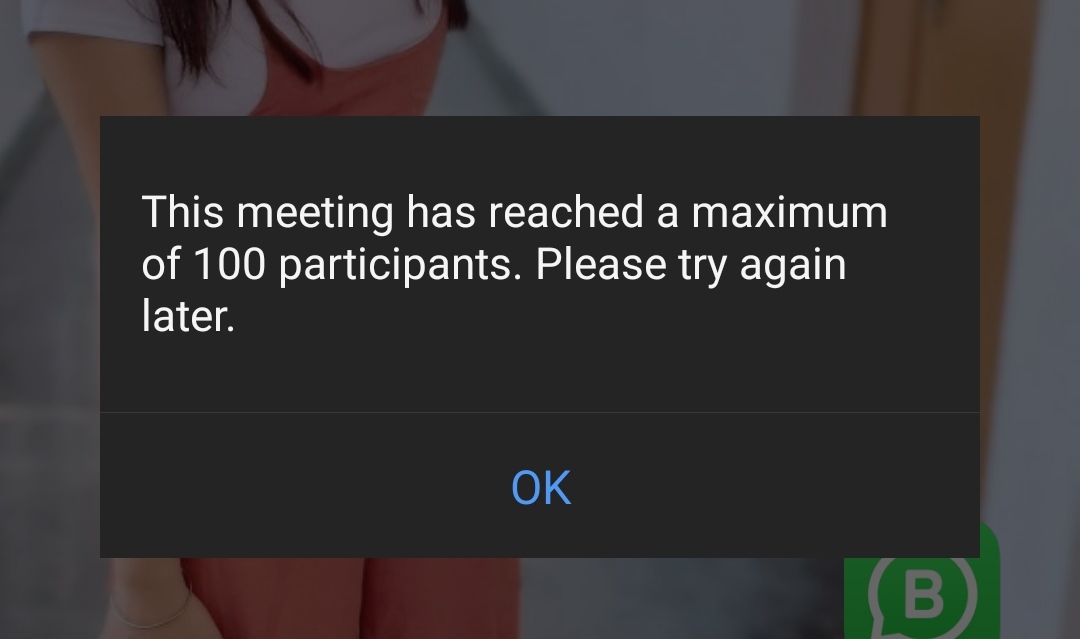 This meeting has reached a maximum
of 100 participants. Please try again
later.
OK
B